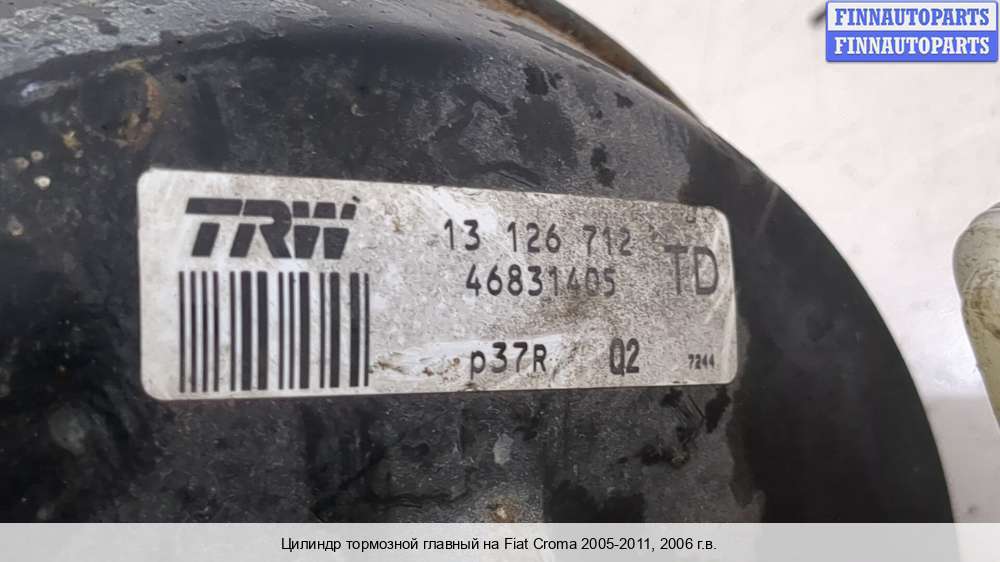 FINNAUTOPARTS
FINNAUTOPARTS
TRW
13 126 712
46831405
TD
p37R Q2
7244
Цилиндр тормозной главный на Fiat Croma 2005-2011, 2006 г.в.